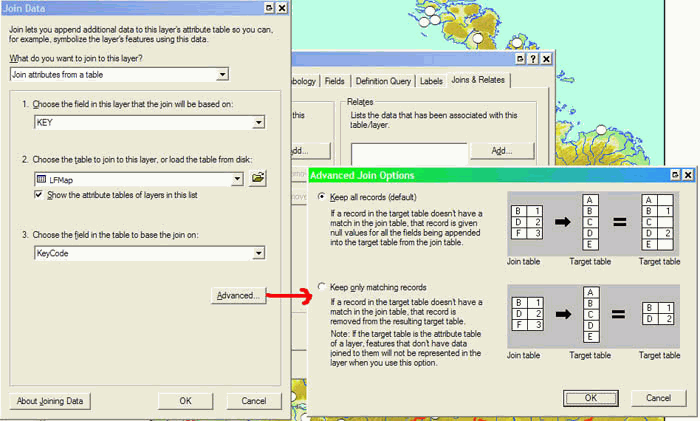 Join Data
Join lets you append additional data to this layer's attribute table so you can,
for example, symbolize the layer's features using this data.
What do you want to join to this layer?
Join attributes from a table
1. Choose the field in this layer that the join will be based on:
KEY
2. Choose the table to join to this layer, or load the table from disk:
LFMap
Show the attribute tables of layers in this list
3. Choose the field in the table to base the join on:
KeyCode
Advanced...
About Joining Data
OK
Cancel
Fields
Definition Query
Labels
Joins & Relates
this
Relates
Lists the data that has been associated with this
table/layer.
Add...
Advanced Join Options
Keep all records (default)
If a record in the target table doesn't have a
match in the join table, that record is given
null values for all the fields being appended
into the target table from the join table.
B 1
D 2
F 3
A
B
C
D
E
A
B 1
C
D 2
E
Join table
Target table
Target table
Keep only matching records
If a record in the target table doesn't have a
match in the join table, that record is
removed from the resulting target table.
Note: If the target table is the attribute table
of a layer, features that don't have data
joined to them will not be represented in the
layer when you use this option.
B 1
D 2
F 3
A
B
C
D
E
B 1
D 2
Join table
Target table
Target table
OK
Cancel